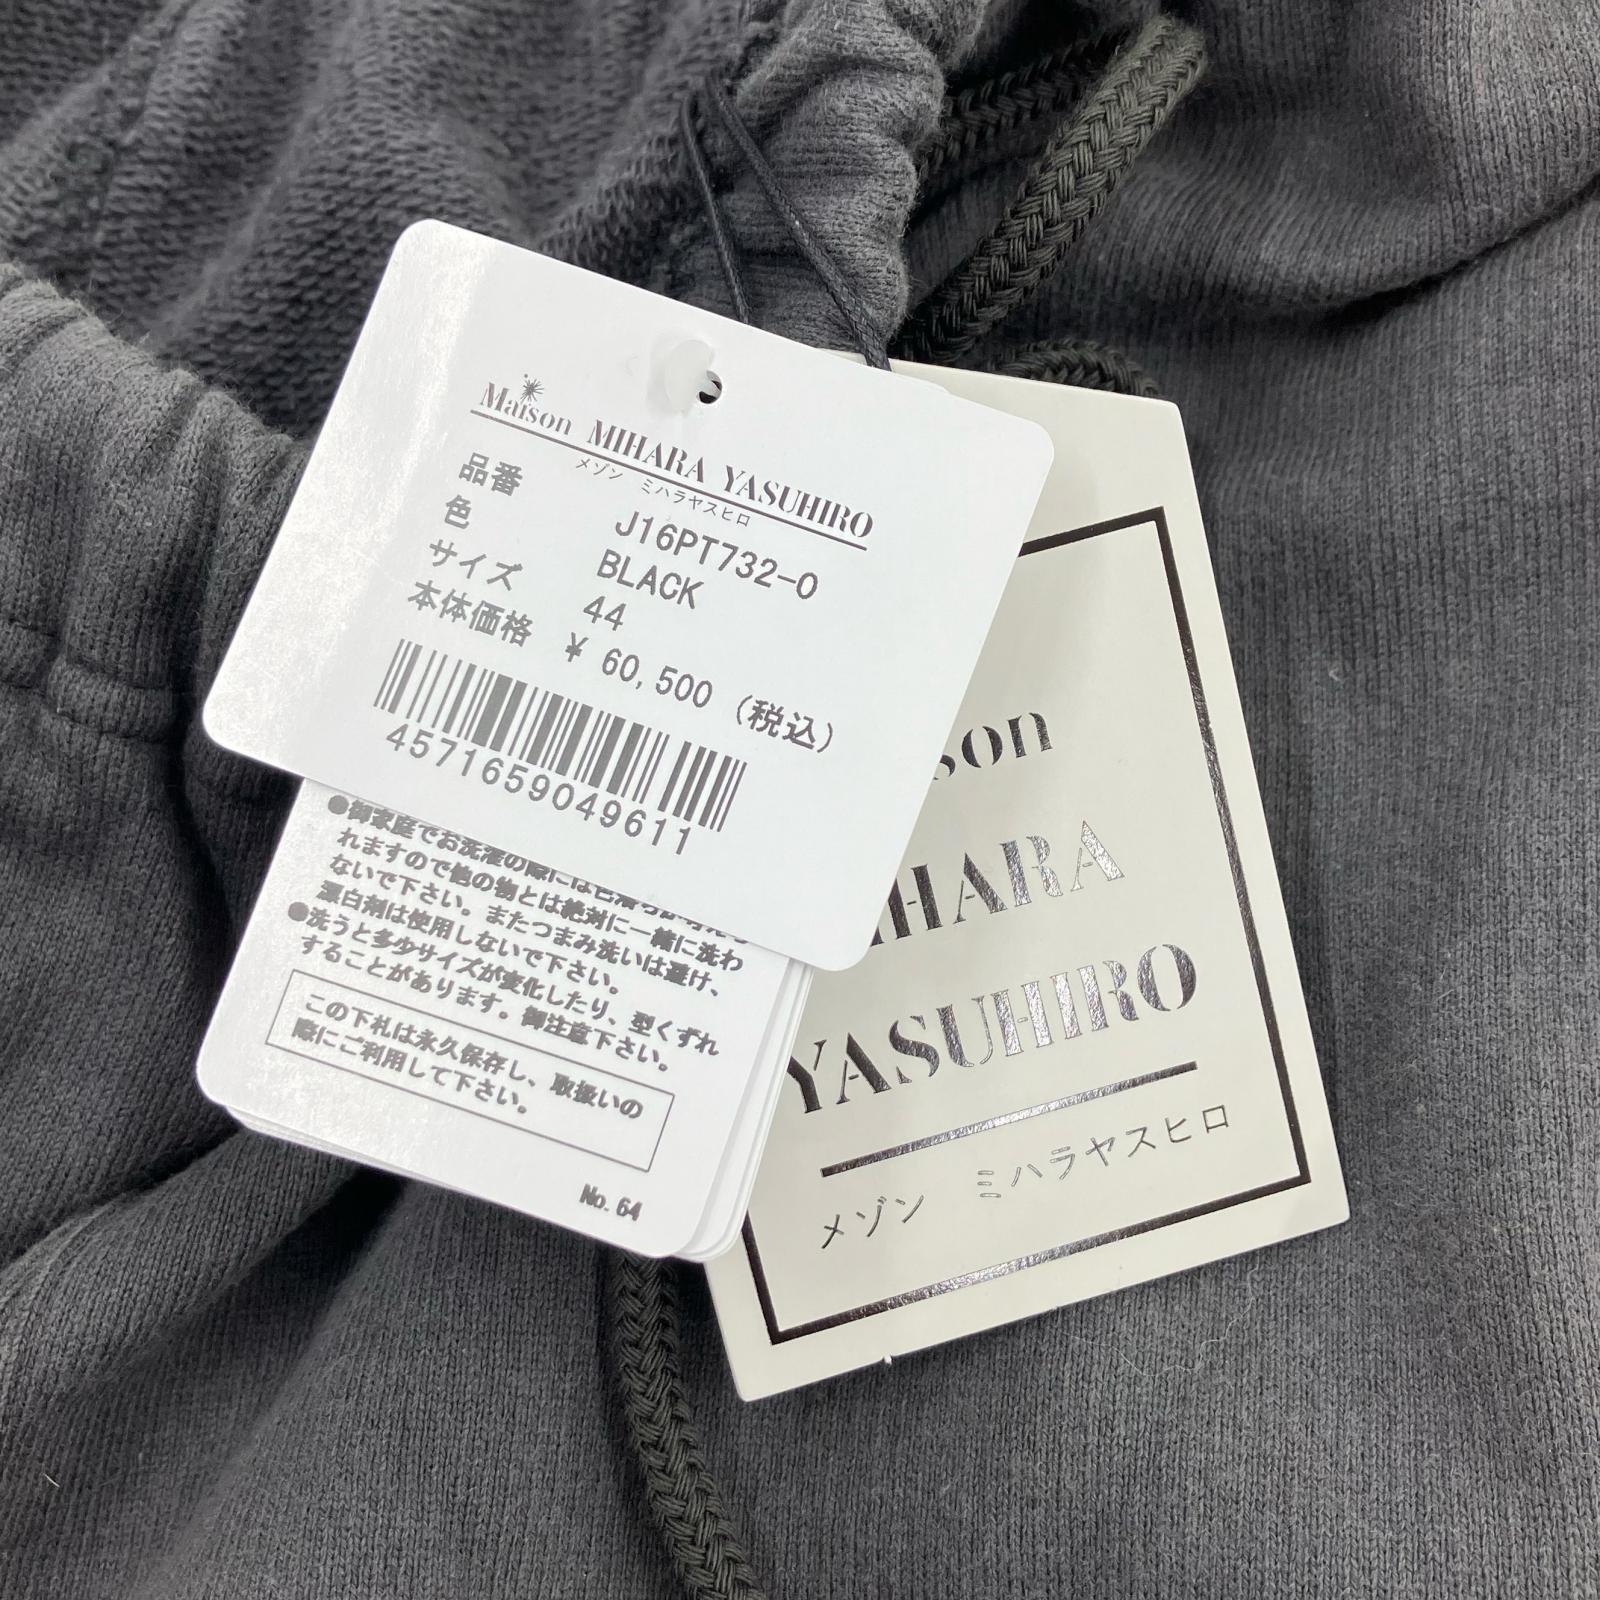 Maison MIHARA YASUHIRO
メゾン ミハラヤスヒロ
品番 J16PT732-0
色 BLACK
サイズ 44
本体価格 ¥ 60,500 (税込)
4571659049611
●御家庭でお洗濯の際には色落ちが
れますので他の物とは絶対に一緒に洗わ
ないで下さい。またつまみ洗いは避け、
漂白剤は使用しないで下さい。
●洗うと多少サイズが変化したり、型くずれ
することがあります。御注意下さい。
この下札は永久保存し、取扱いの
際にご利用して下さい。
No. 64
son
HARA
YASUHIRO
メゾン ミハラヤスヒロ